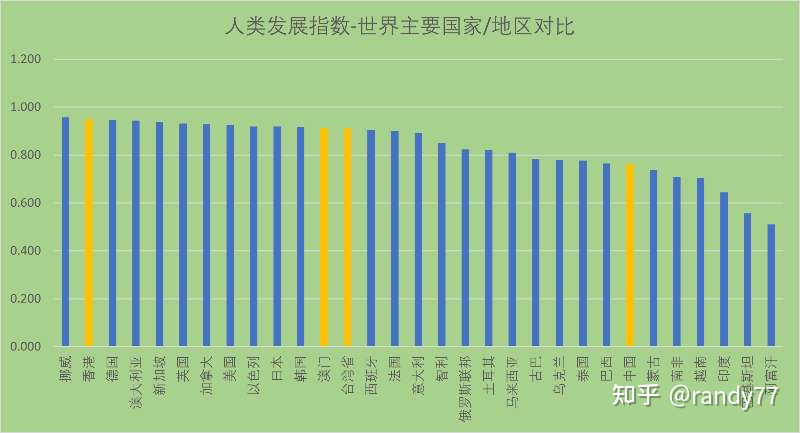 人类发展指数-世界主要国家/地区对比
1.200
1.000
0.800
0.600
0.400
0.200
0.000
挪威
香港
德国
澳大利亚
新加坡
英国
加拿大
美国
以色列
日本
韩国
澳门
台湾省
西班牙
法国
意大利
智利
俄罗斯联邦
土耳其
马来西亚
古巴
乌克兰
泰国
巴西
中国
蒙古
南非
越南
印度
基斯坦
富汗
知乎 @randy77